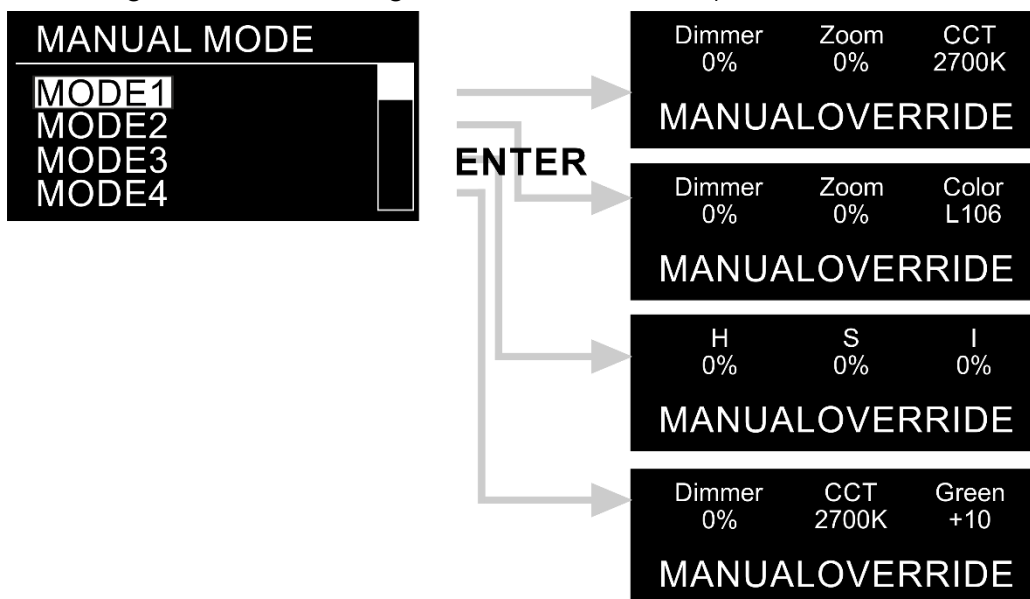 MANUAL MODE
MODE1
MODE2
MODE3
MODE4
ENTER
Dimmer Zoom CCT
0% 0% 2700K
MANUALOVERRIDE
Dimmer Zoom Color
0% 0% L106
MANUALOVERRIDE
H S I
0% 0% 0%
MANUALOVERRIDE
Dimmer CCT Green
0% 2700K +10
MANUALOVERRIDE